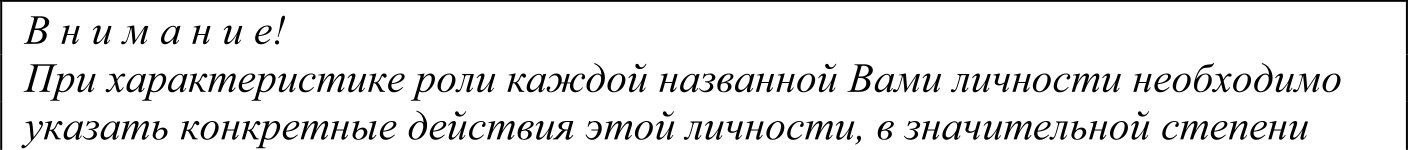 В н и м а н и е!
При характеристике роли каждой названной Вами личности необходимо
указать конкретные действия этой личности, в значительной степени